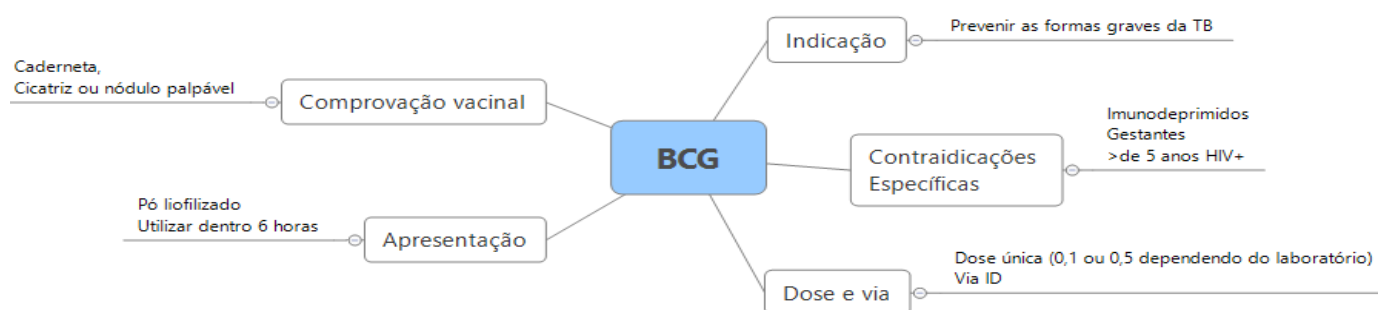 Indicação
Prevenir as formas graves da TB
Caderneta,
Cicatriz ou nódulo palpável
Comprovação vacinal
BCG
Contraidicações
Específicas
Imunodeprimidos
Gestantes
>de 5 anos HIV+
Pó liofilizado
Utilizar dentro 6 horas
Apresentação
Dose e via
Dose única (0,1 ou 0,5 dependendo do laboratório)
Via ID